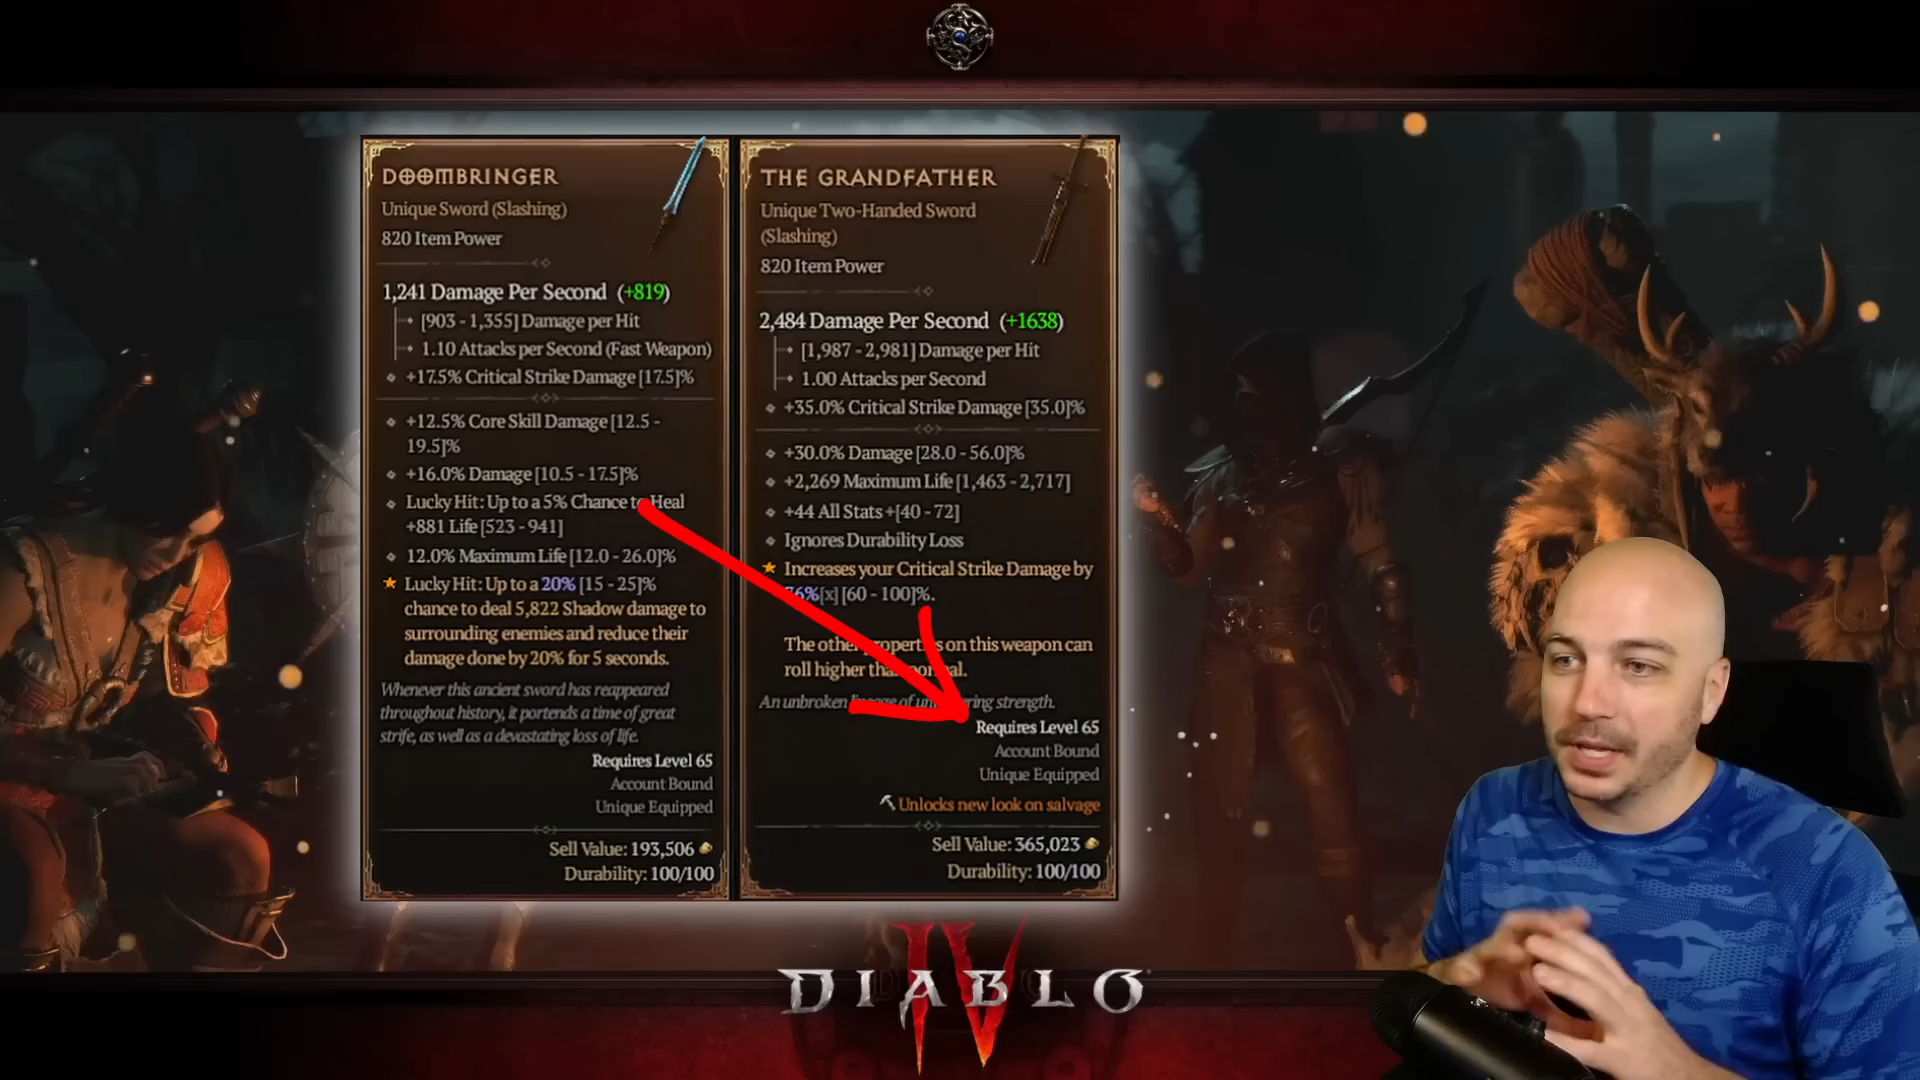 DOOMBRINGER
Unique Sword (Slashing)
820 Item Power
1,241 Damage Per Second (+819)
[903 - 1,355] Damage per Hit
1.10 Attacks per Second (Fast Weapon)
+17.5% Critical Strike Damage [17.5]%
+12.5% Core Skill Damage [12.5 -
19.5]%
+16.0% Damage [10.5 - 17.5]%
Lucky Hit: Up to a 5% Chance to Heal
+881 Life [523 - 941]
12.0% Maximum Life [12.0 - 26.0]%
Lucky Hit: Up to a 20% [15 - 25]%
chance to deal 5,822 Shadow damage to
surrounding enemies and reduce their
damage done by 20% for 5 seconds.
Whenever this ancient sword has reappeared
throughout history, it portends a time of great
strife, as well as a devastating loss of life.
Requires Level 65
Account Bound
Unique Equipped
Sell Value: 193,506
Durability: 100/100
THE GRANDFATHER
Unique Two-Handed Sword
(Slashing)
820 Item Power
2,484 Damage Per Second (+1638)
[1,987 - 2,981] Damage per Hit
1.00 Attacks per Second
+35.0% Critical Strike Damage [35.0]%
+30.0% Damage [28.0 - 56.0]%
+2,269 Maximum Life [1,463 - 2,717]
+44 All Stats +[40 - 72]
Ignores Durability Loss
Increases your Critical Strike Damage by
76%[x] [60 - 100]%.
The other properties on this weapon can
roll higher than normal.
An unbroken lineage of strength.
Requires Level 65
Account Bound
Unique Equipped
Unlocks new look on salvage
Sell Value: 365,023
Durability: 100/100
DIABLO
IV